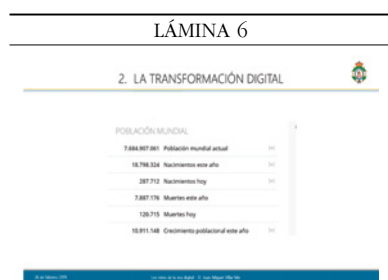 LÁMINA 6
2. LA TRANSFORMACIÓN DIGITAL
POBLACIÓN MUNDIAL
7.684.907.061 Población mundial actual [+]
18.798.324 Nacimientos este año [+]
287.712 Nacimientos hoy
7.887.176 Muertes este año
120.715 Muertes hoy
10.911.148 Crecimiento poblacional este año [+]
de febrero